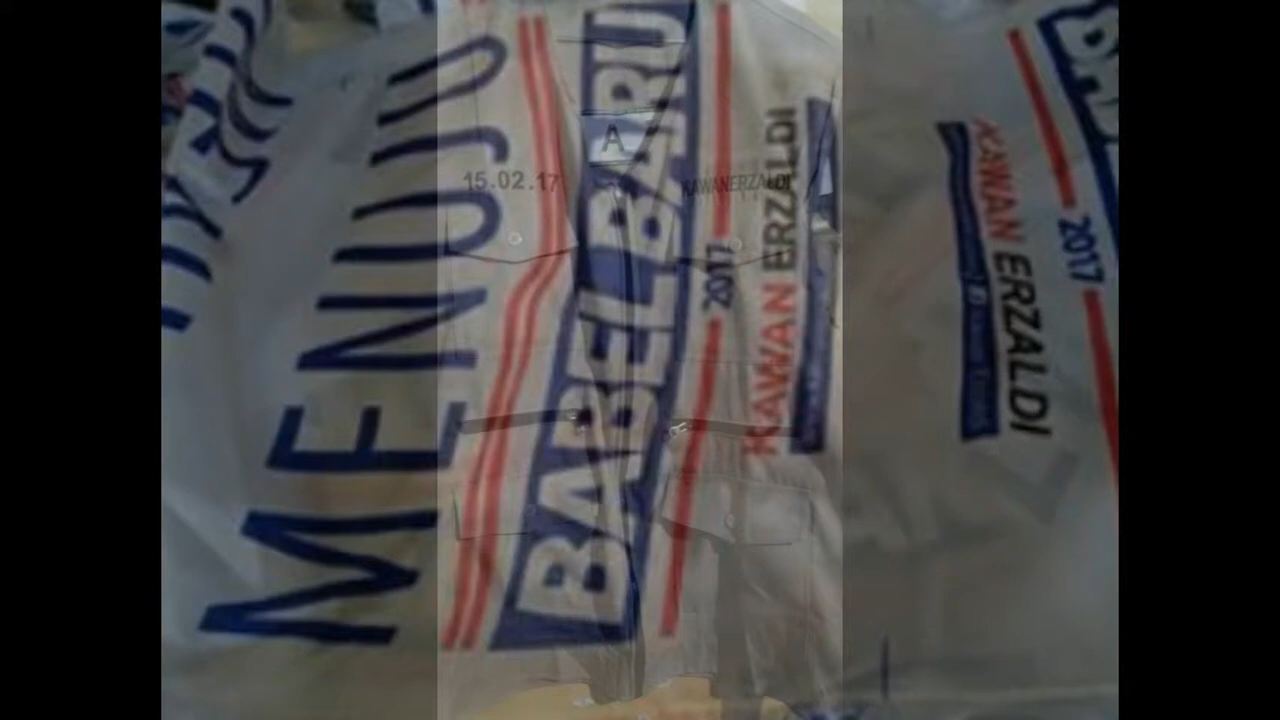 MENUJU
BABEL BARU
2017
KAWAN ERZALDI
A
15.02.17
KAWANERZALDI
2017
KAWAN ERZALDI